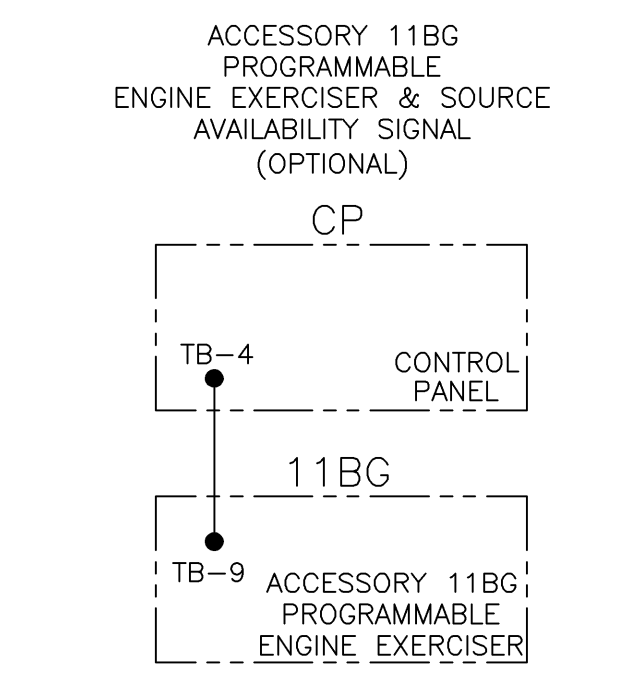 ACCESSORY 11BG
PROGRAMMABLE
ENGINE EXERCISER & SOURCE
AVAILABILITY SIGNAL
(OPTIONAL)
CP
TB-4
CONTROL
PANEL
11BG
TB-9
ACCESSORY 11BG
PROGRAMMABLE
ENGINE EXERCISER